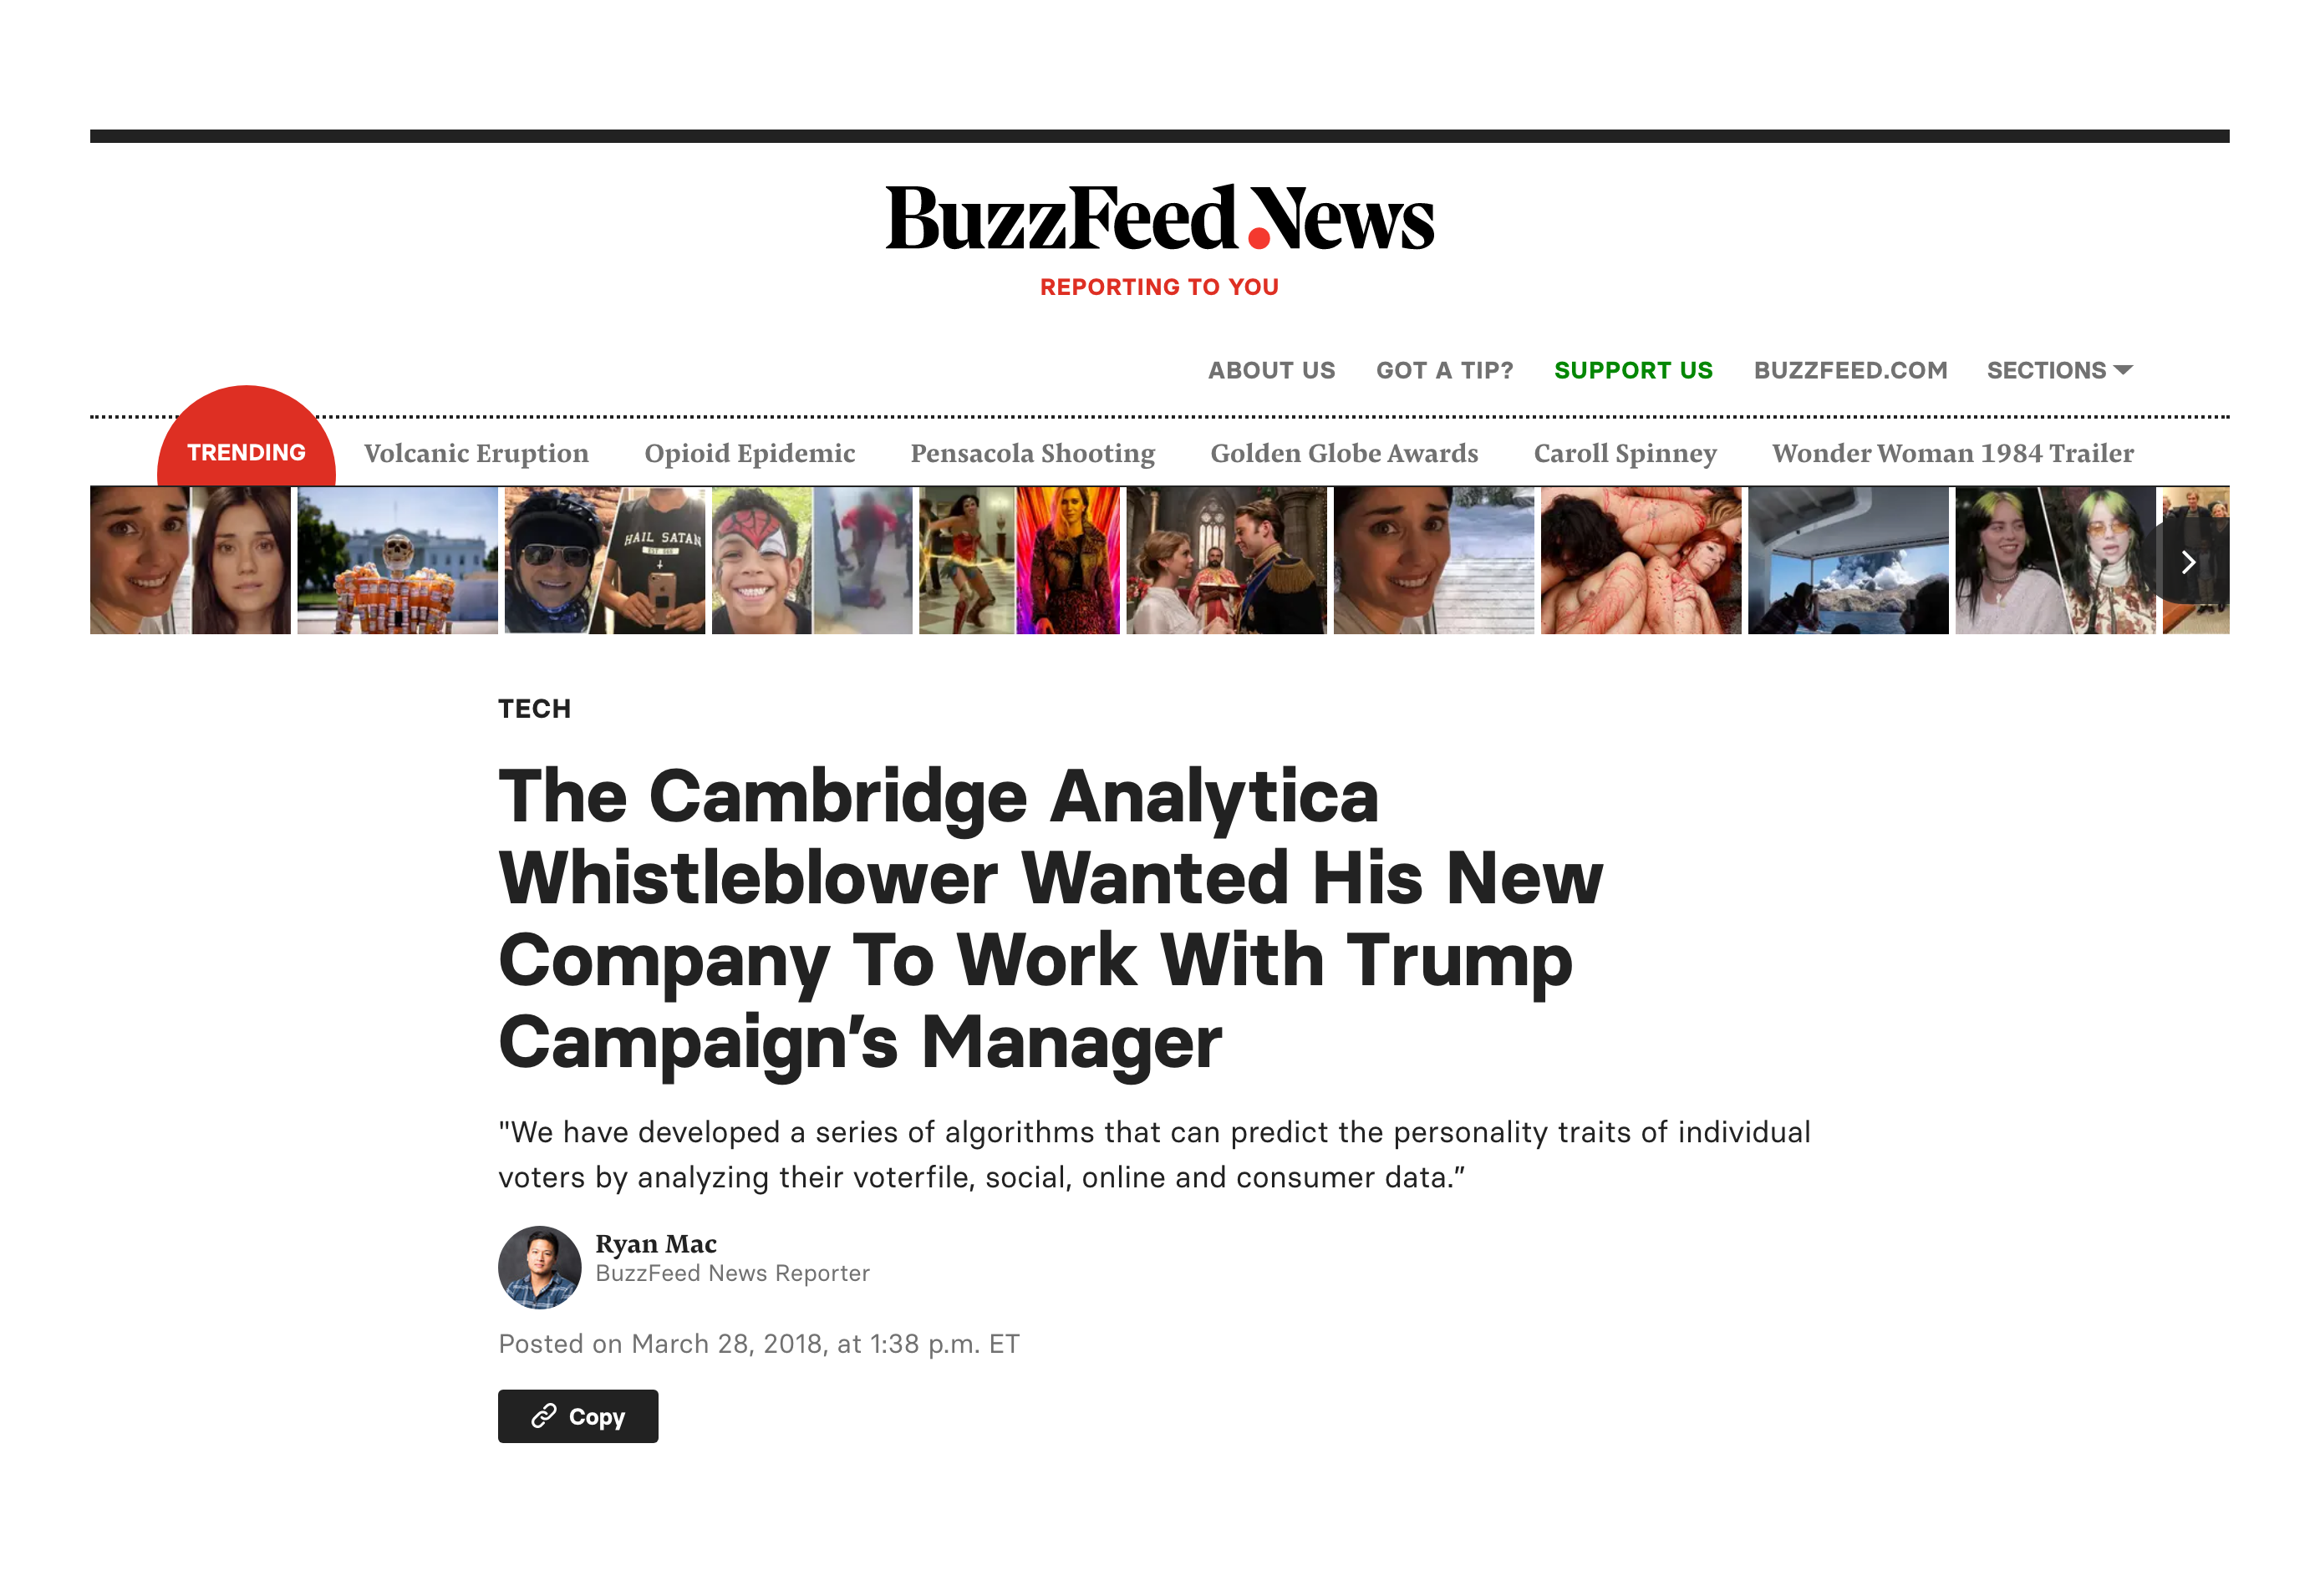 BuzzFeed News
REPORTING TO YOU
ABOUT US GOT A TIP? SUPPORT US BUZZFEED.COM SECTIONS
TRENDING Volcanic Eruption Opioid Epidemic Pensacola Shooting Golden Globe Awards Caroll Spinney Wonder Woman 1984 Trailer
HAIL SATAN
EST 666
TECH
The Cambridge Analytica
Whistleblower Wanted His New
Company To Work With Trump
Campaign’s Manager
"We have developed a series of algorithms that can predict the personality traits of individual
voters by analyzing their voterfile, social, online and consumer data.”
Ryan Mac
BuzzFeed News Reporter
Posted on March 28, 2018, at 1:38 p.m. ET
Copy